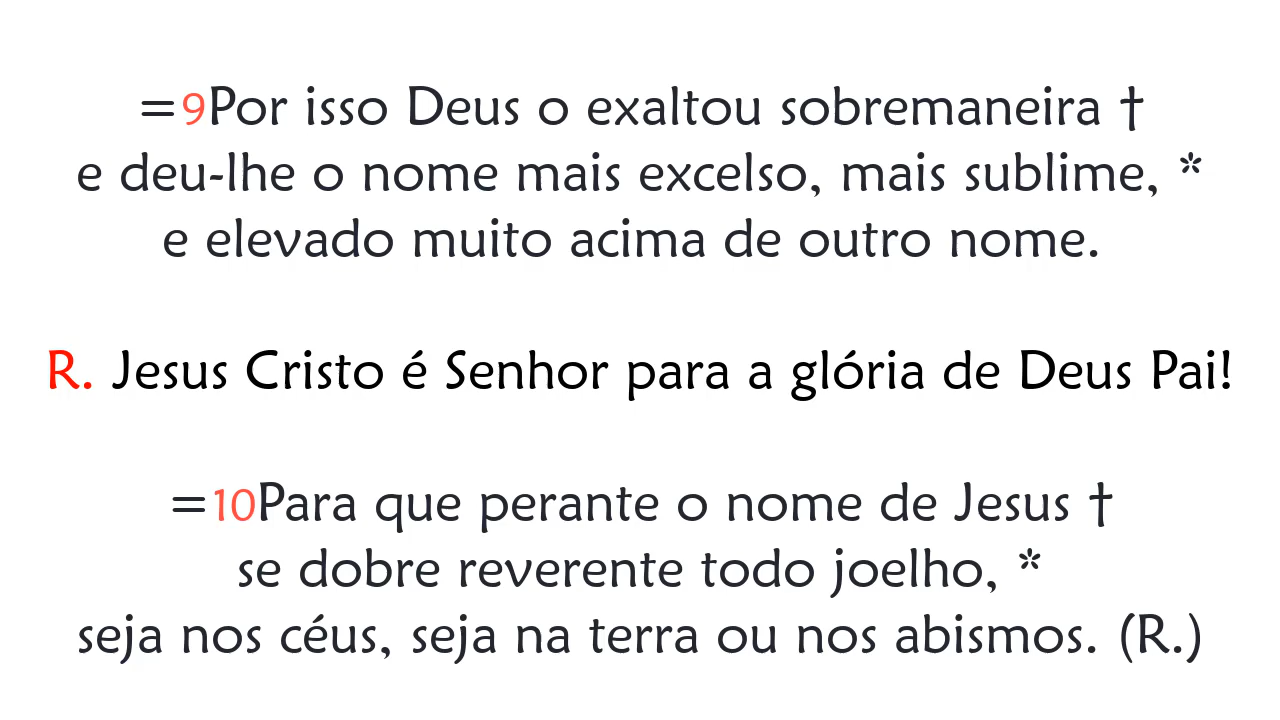 =9Por isso Deus o exaltou sobremaneira †
e deu-lhe o nome mais excelso, mais sublime, *
e elevado muito acima de outro nome.
R. Jesus Cristo é Senhor para a glória de Deus Pai!
=10Para que perante o nome de Jesus †
se dobre reverente todo joelho, *
seja nos céus, seja na terra ou nos abismos. (R.)